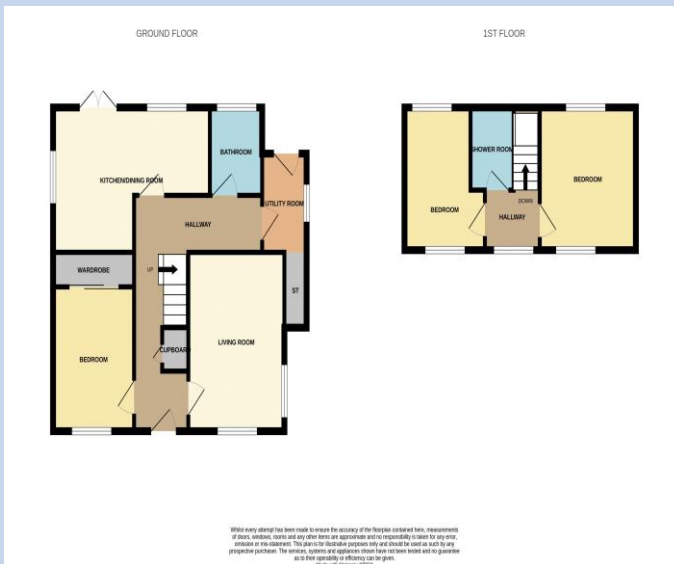 GROUND FLOOR
1ST FLOOR
KITCHEN/DINING ROOM
BATHROOM
UTILITY ROOM
HALLWAY
WARDROBE
UP
ST
BEDROOM
CUPBOARD
LIVING ROOM
SHOWER ROOM
BEDROOM
DOWN
BEDROOM
HALLWAY
Whilst every attempt has been made to ensure the accuracy of the floorplan contained here, measurements
of doors, windows, rooms and any other items are approximate and no responsibility is taken for any error,
omission or mis-statement. This plan is for illustrative purposes only and should be used as such by any
prospective purchaser. The services, systems and appliances shown have not been tested and no guarantee
as to their operability or efficiency can be given.